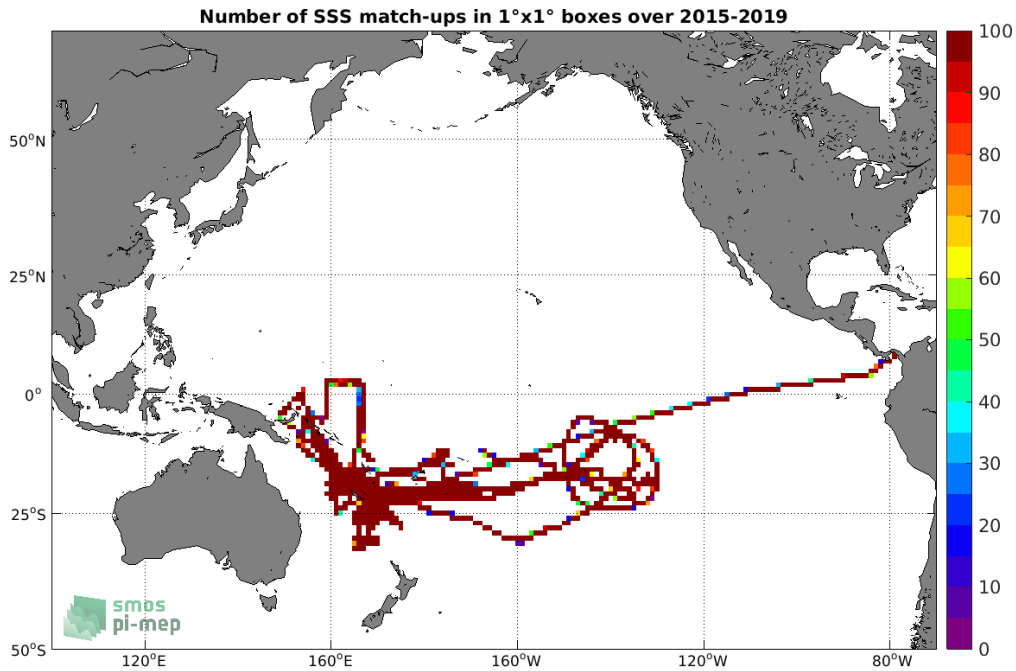 Number of SSS match-ups in 1°x1° boxes over 2015-2019
50°N
25°N
0°
25°S
50°S
120°E
160°E
160°W
120°W
80°W
100
90
80
70
60
50
40
30
20
10
0
smos
pi-mep